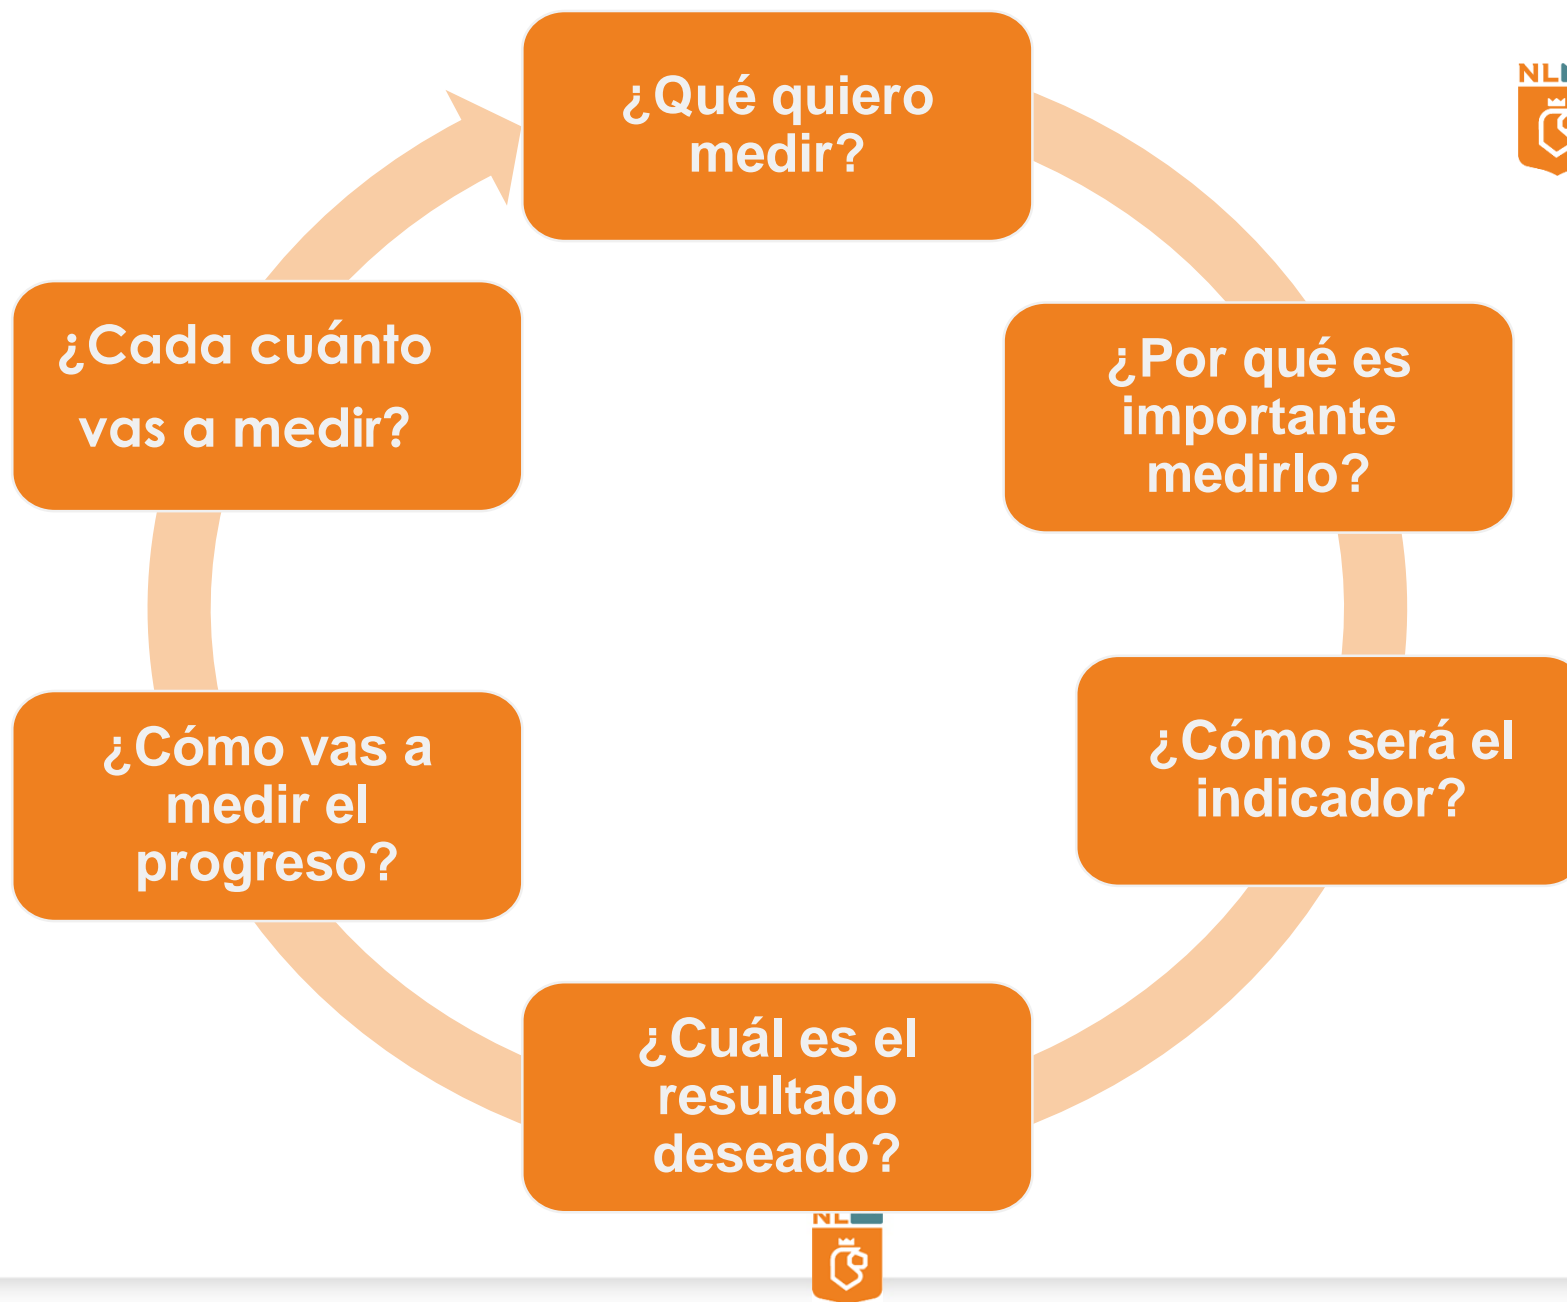 ¿Qué quiero
medir?
NL
¿Por qué es
importante
medirlo?
¿Cómo será el
indicador?
¿Cuál es el
resultado
deseado?
¿Cómo vas a
medir el
progreso?
¿Cada cuánto
vas a medir?
NL